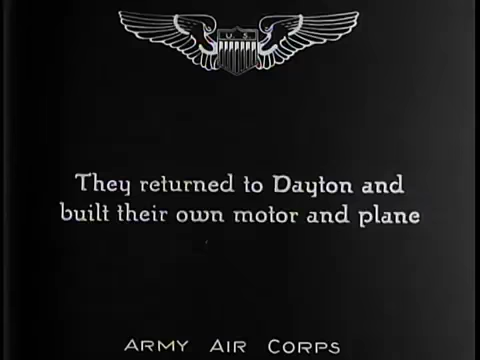 U S
They returned to Dayton and
built their own motor and plane
ARMY AIR CORPS